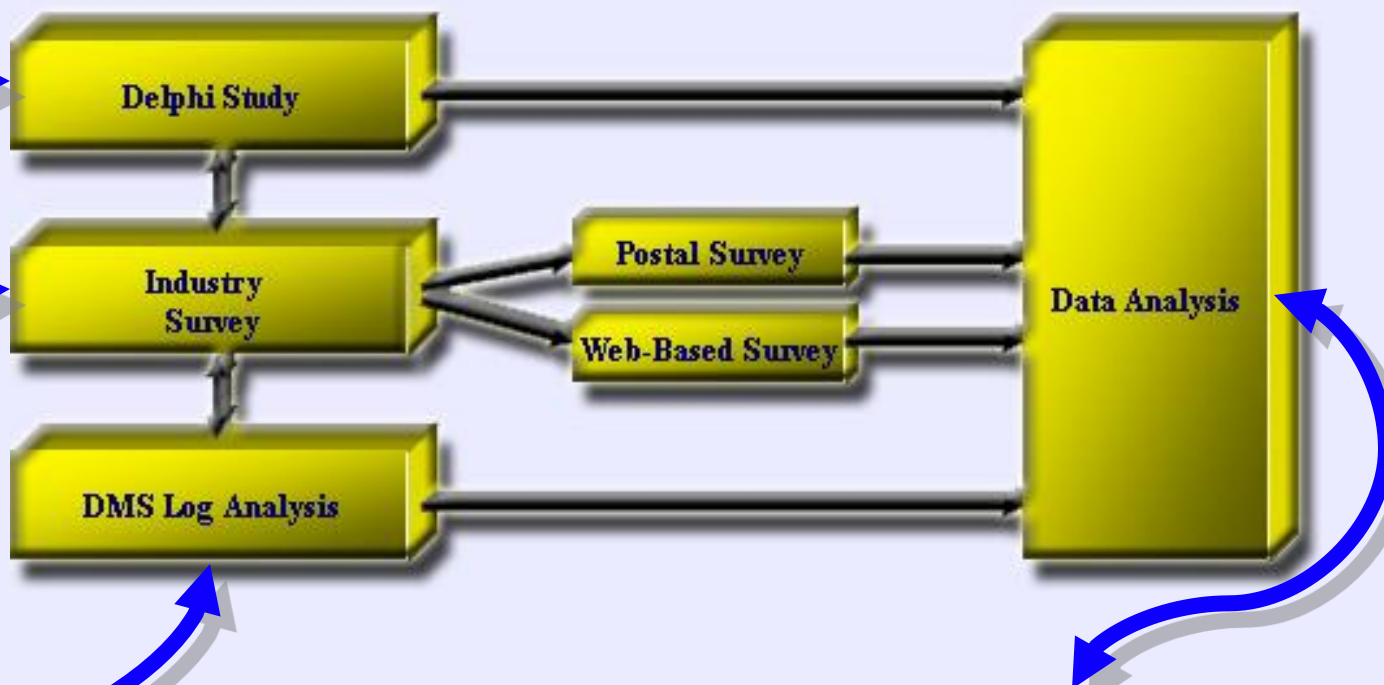 Delphi Study
Industry
Survey
Postal Survey
Web-Based Survey
Data Analysis
DMS Log Analysis